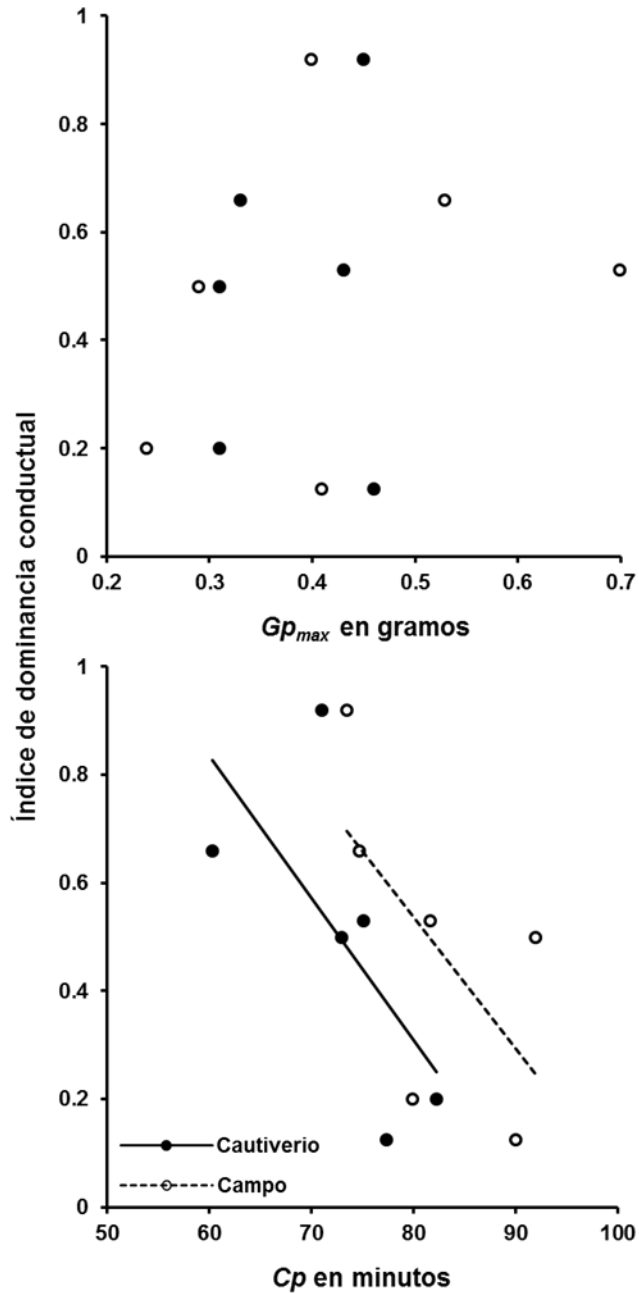 Índice de dominancia conductual
1
0.8
0.6
0.4
0.2
0
0.2 0.3 0.4 0.5 0.6 0.7
Gpmax en gramos
1
0.8
0.6
0.4
0.2
0
Cautiverio
Campo
50 60 70 80 90 100
Cp en minutos